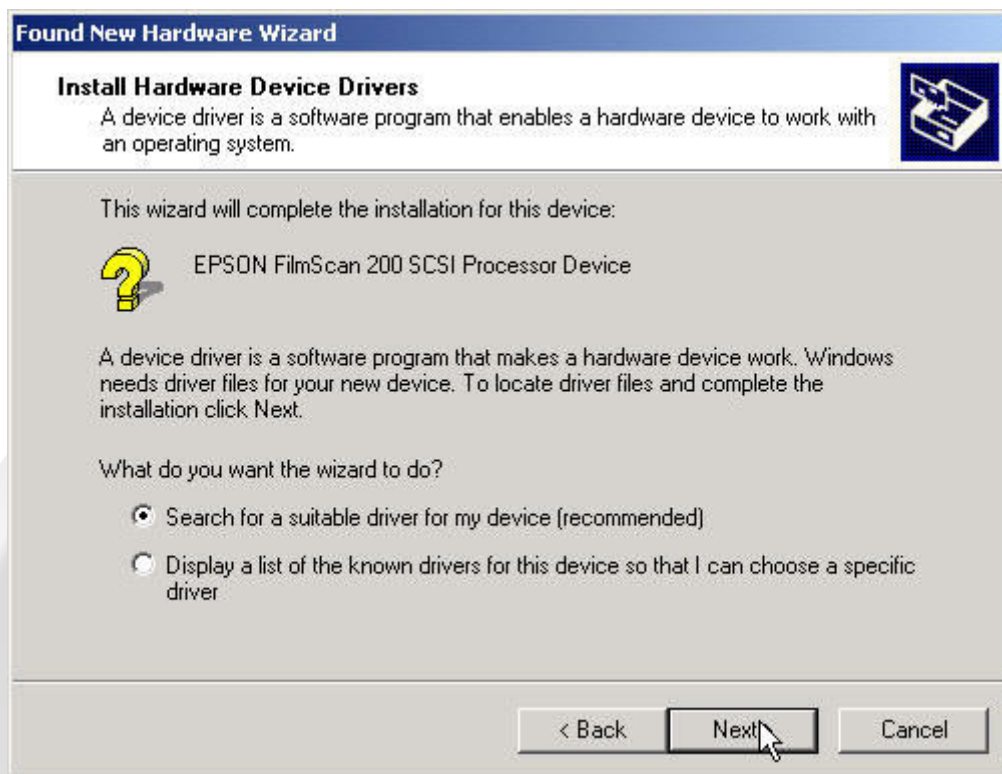 Found New Hardware Wizard
Install Hardware Device Drivers
A device driver is a software program that enables a hardware device to work with
an operating system.
This wizard will complete the installation for this device:
EPSON FilmScan 200 SCSI Processor Device
A device driver is a software program that makes a hardware device work. Windows
needs driver files for your new device. To locate driver files and complete the
installation click Next.
What do you want the wizard to do?
Search for a suitable driver for my device (recommended)
Display a list of the known drivers for this device so that I can choose a specific
driver
< Back
Next
Cancel